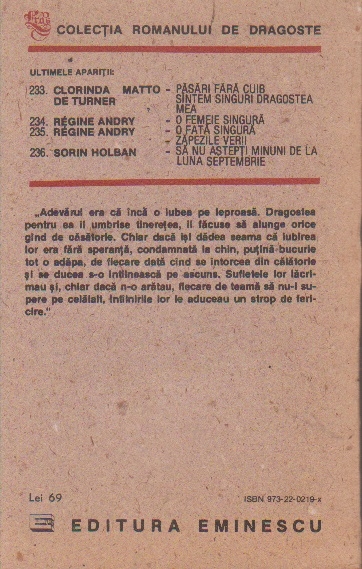 COLECȚIA ROMANULUI DE DRAGOSTE
ULTIMELE APARIȚII:
233. CLORINDA MATTO DE TURNER - PĂSĂRI FĂRĂ CUIB
SÎNTEM SINGURI DRAGOSTEA MEA
234. RÉGINE ANDRY - O FEMEIE SINGURĂ
235. RÉGINE ANDRY - O FATĂ SINGURĂ
- ZĂPEZILE VERII
236. SORIN HOLBAN - SĂ NU AȘTEPȚI MINUNI DE LA
LUNA SEPTEMBRIE
„Adevărul era că încă o iubea pe leproasă. Dragostea
pentru ea îi umbrise tinerețea, îi făcuse să alunge orice
gînd de căsătorie. Chiar dacă își dădea seama că iubirea
lor era fără speranță, condamnată la chin, puțină-bucurie
tot o adăpa, de fiecare dată cînd se întorcea din călătorie
și se ducea s-o întîlnească pe ascuns. Sufletele lor lăcri-
mau și, chiar dacă n-o arătau, fiecare de teamă să nu-l su-
pere pe celălalt, întîlnirile lor le aduceau un strop de feri-
cire."
Lei 69
ISBN 973-22-0219-x
EDITURA EMINESCU